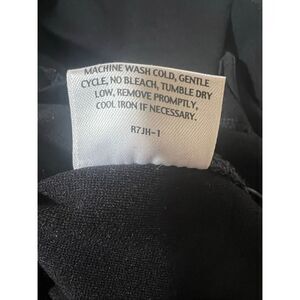 MACHINE WASH COLD, GENTLE
CYCLE, NO BLEACH, TUMBLE DRY
LOW, REMOVE PROMPTLY,
COOL IRON IF NECESSARY.
R7JH-1